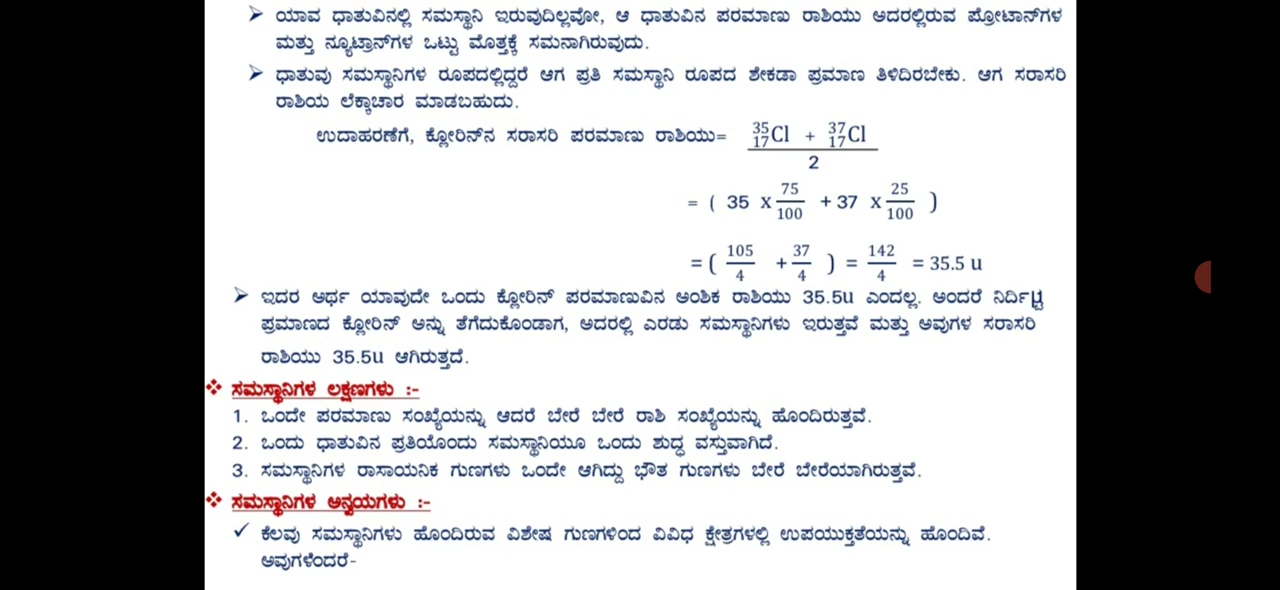 ➢ ಯಾವ ಧಾತುವಿನಲ್ಲಿ ಸಮಸ್ಥಾನಿ ಇರುವುದಿಲ್ಲವೋ, ಆ ಧಾತುವಿನ ಪರಮಾಣು ರಾಶಿಯು ಅದರಲ್ಲಿರುವ ಪ್ರೋಟಾನ್‌ಗಳ
ಮತ್ತು ನ್ಯೂಟ್ರಾನ್‌ಗಳ ಒಟ್ಟು ಮೊತ್ತಕ್ಕೆ ಸಮನಾಗಿರುವುದು.
➢ ಧಾತುವು ಸಮಸ್ಥಾನಿಗಳ ರೂಪದಲ್ಲಿದ್ದರೆ ಆಗ ಪ್ರತಿ ಸಮಸ್ಥಾನಿ ರೂಪದ ಶೇಕಡಾ ಪ್ರಮಾಣ ತಿಳಿದಿರಬೇಕು. ಆಗ ಸರಾಸರಿ
ರಾಶಿಯ ಲೆಕ್ಕಾಚಾರ ಮಾಡಬಹುದು.
ಉದಾಹರಣೆಗೆ, ಕ್ಲೋರಿನ್‌ನ ಸರಾಸರಿ ಪರಮಾಣು ರಾಶಿಯು= (³⁵₁₇Cl + ³⁷₁₇Cl) / 2
= ( 35 x 75/100 + 37 x 25/100 )
= ( 105/4 + 37/4 ) = 142/4 = 35.5 u
➢ ಇದರ ಅರ್ಥ ಯಾವುದೇ ಒಂದು ಕ್ಲೋರಿನ್ ಪರಮಾಣುವಿನ ಅಂಶಿಕ ರಾಶಿಯು 35.5u ಎಂದಲ್ಲ. ಅಂದರೆ ನಿರ್ದಿಷ್ಟ
ಪ್ರಮಾಣದ ಕ್ಲೋರಿನ್ ಅನ್ನು ತೆಗೆದುಕೊಂಡಾಗ, ಅದರಲ್ಲಿ ಎರಡು ಸಮಸ್ಥಾನಿಗಳು ಇರುತ್ತವೆ ಮತ್ತು ಅವುಗಳ ಸರಾಸರಿ
ರಾಶಿಯು 35.5u ಆಗಿರುತ್ತದೆ.
❖ ಸಮಸ್ಥಾನಿಗಳ ಲಕ್ಷಣಗಳು :-
1. ಒಂದೇ ಪರಮಾಣು ಸಂಖ್ಯೆಯನ್ನು ಆದರೆ ಬೇರೆ ಬೇರೆ ರಾಶಿ ಸಂಖ್ಯೆಯನ್ನು ಹೊಂದಿರುತ್ತವೆ.
2. ಒಂದು ಧಾತುವಿನ ಪ್ರತಿಯೊಂದು ಸಮಸ್ಥಾನಿಯೂ ಒಂದು ಶುದ್ಧ ವಸ್ತುವಾಗಿದೆ.
3. ಸಮಸ್ಥಾನಿಗಳ ರಾಸಾಯನಿಕ ಗುಣಗಳು ಒಂದೇ ಆಗಿದ್ದು ಭೌತ ಗುಣಗಳು ಬೇರೆ ಬೇರೆಯಾಗಿರುತ್ತವೆ.
❖ ಸಮಸ್ಥಾನಿಗಳ ಅನ್ವಯಗಳು :-
✓ ಕೆಲವು ಸಮಸ್ಥಾನಿಗಳು ಹೊಂದಿರುವ ವಿಶೇಷ ಗುಣಗಳಿಂದ ವಿವಿಧ ಕ್ಷೇತ್ರಗಳಲ್ಲಿ ಉಪಯುಕ್ತತೆಯನ್ನು ಹೊಂದಿವೆ.
ಅವುಗಳೆಂದರೆ-